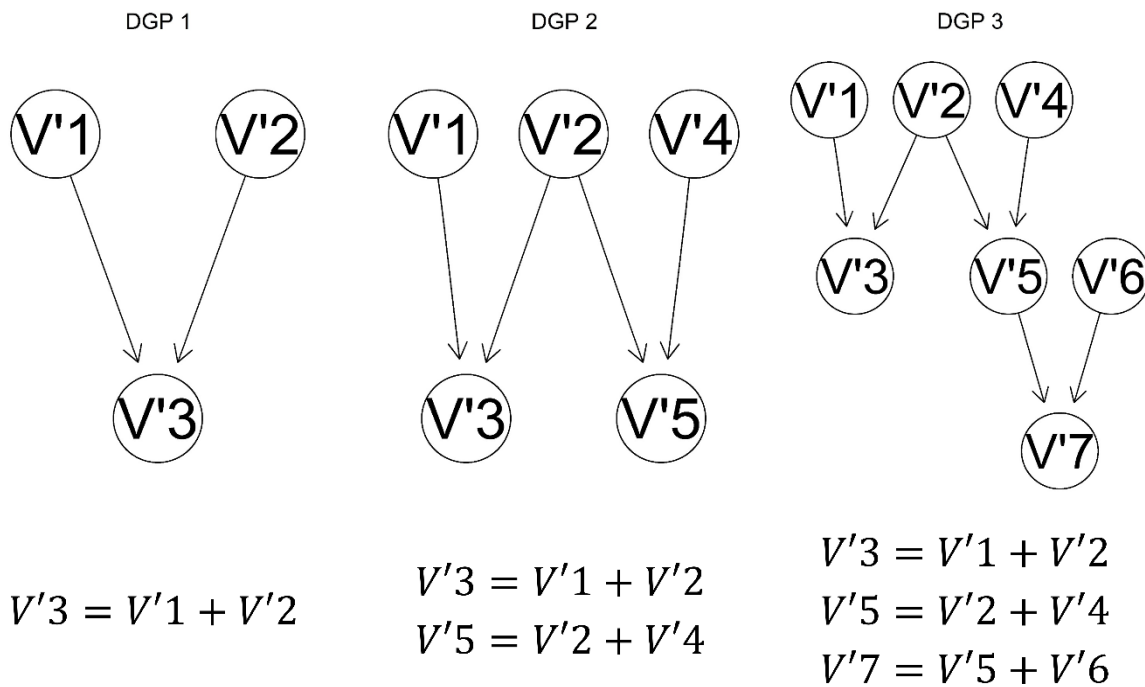 DGP 1
V'1
V'2
V'3
V'3 = V'1 + V'2
DGP 2
V'1
V'2
V'4
V'3
V'5
V'3 = V'1 + V'2
V'5 = V'2 + V'4
DGP 3
V'1
V'2
V'4
V'3
V'5
V'6
V'7
V'3 = V'1 + V'2
V'5 = V'2 + V'4
V'7 = V'5 + V'6